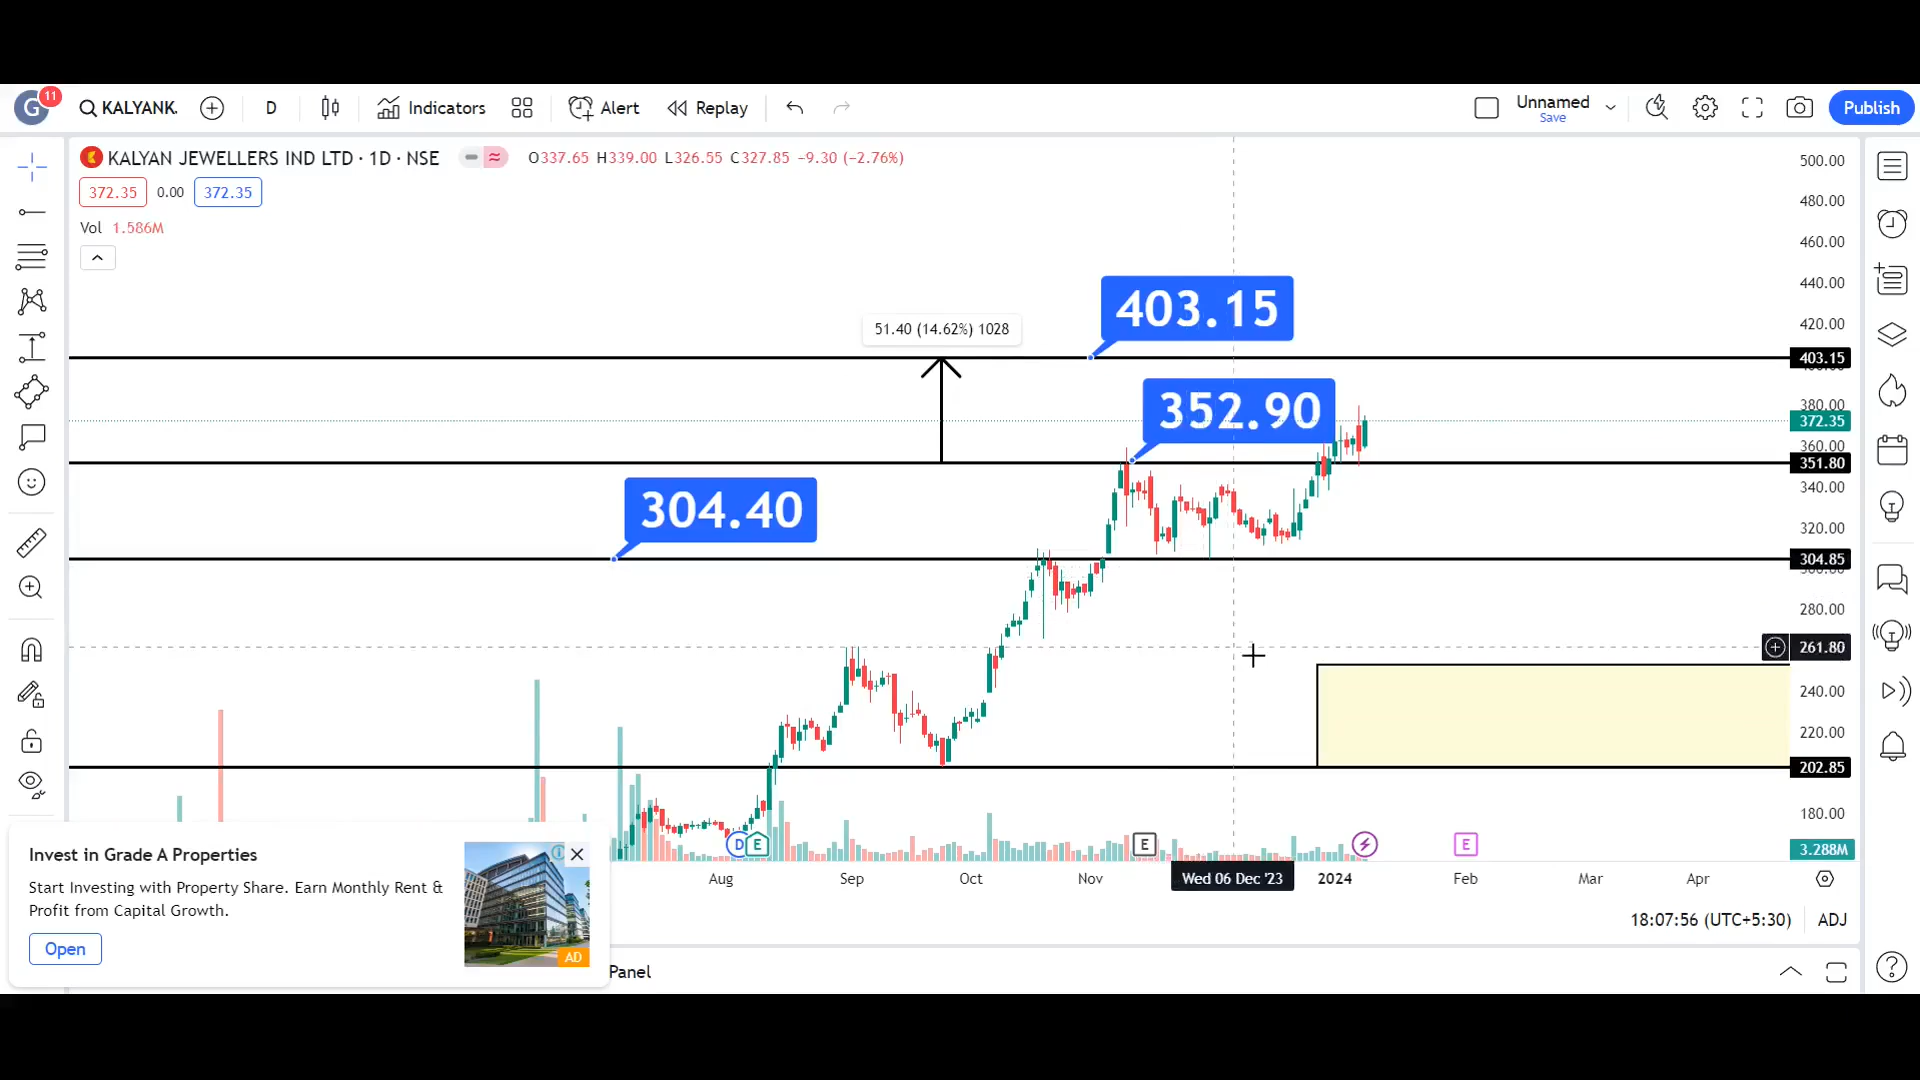 G 11 KALYANK. D Indicators Alert Replay Unnamed Save Publish
KALYAN JEWELLERS IND LTD · 1D · NSE O337.65 H339.00 L326.55 C327.85 −9.30 (−2.76%)
372.35 0.00 372.35
Vol 1.586M
500.00
480.00
460.00
440.00
420.00
403.15
380.00
372.35
360.00
351.80
340.00
320.00
304.85
280.00
261.80
240.00
220.00
202.85
180.00
3.288M
403.15
51.40 (14.62%) 1028
352.90
304.40
D E E E
Aug Sep Oct Nov Wed 06 Dec '23 2024 Feb Mar Apr
18:07:56 (UTC+5:30) ADJ
Invest in Grade A Properties
Start Investing with Property Share. Earn Monthly Rent &
Profit from Capital Growth.
Open
AD
Panel